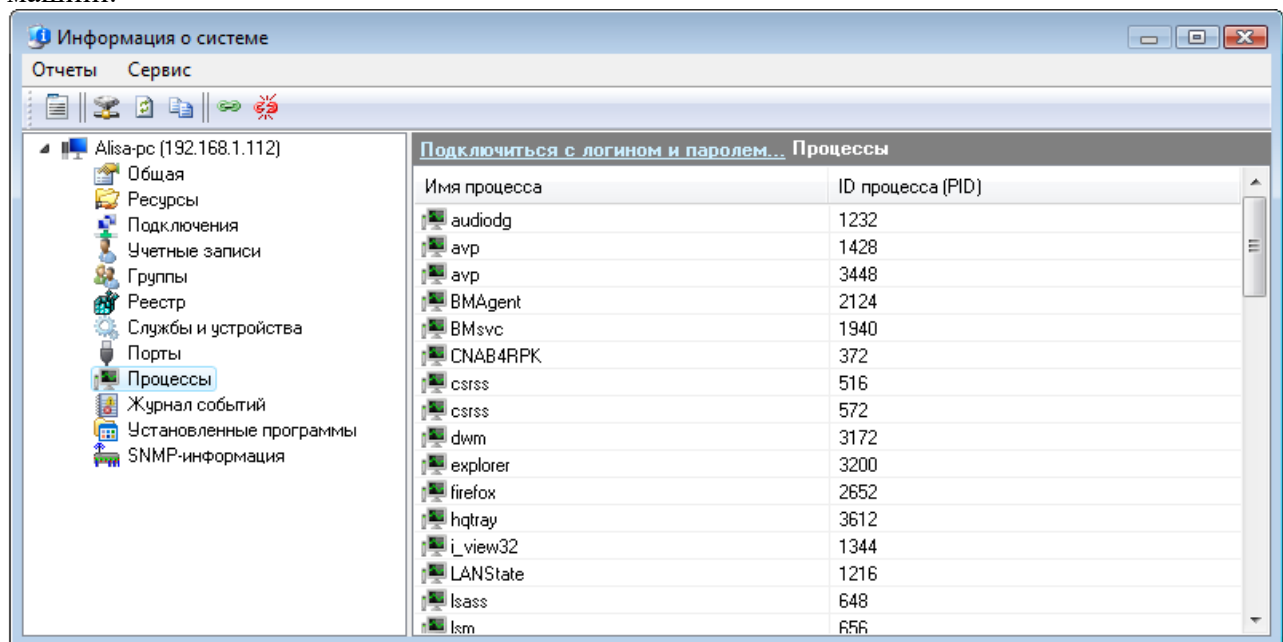 машин.
Информация о системе
Отчеты Сервис
Alisa-pc (192.168.1.112)
Общая
Ресурсы
Подключения
Учетные записи
Группы
Реестр
Службы и устройства
Порты
Процессы
Журнал событий
Установленные программы
SNMP-информация
Подключиться с логином и паролем... Процессы
Имя процесса ID процесса (PID)
audiodg 1232
avp 1428
avp 3448
BMAgent 2124
BMsvc 1940
CNAB4RPK 372
csrss 516
csrss 572
dwm 3172
explorer 3200
firefox 2652
hqtray 3612
i_view32 1344
LANState 1216
lsass 648
lsm 656